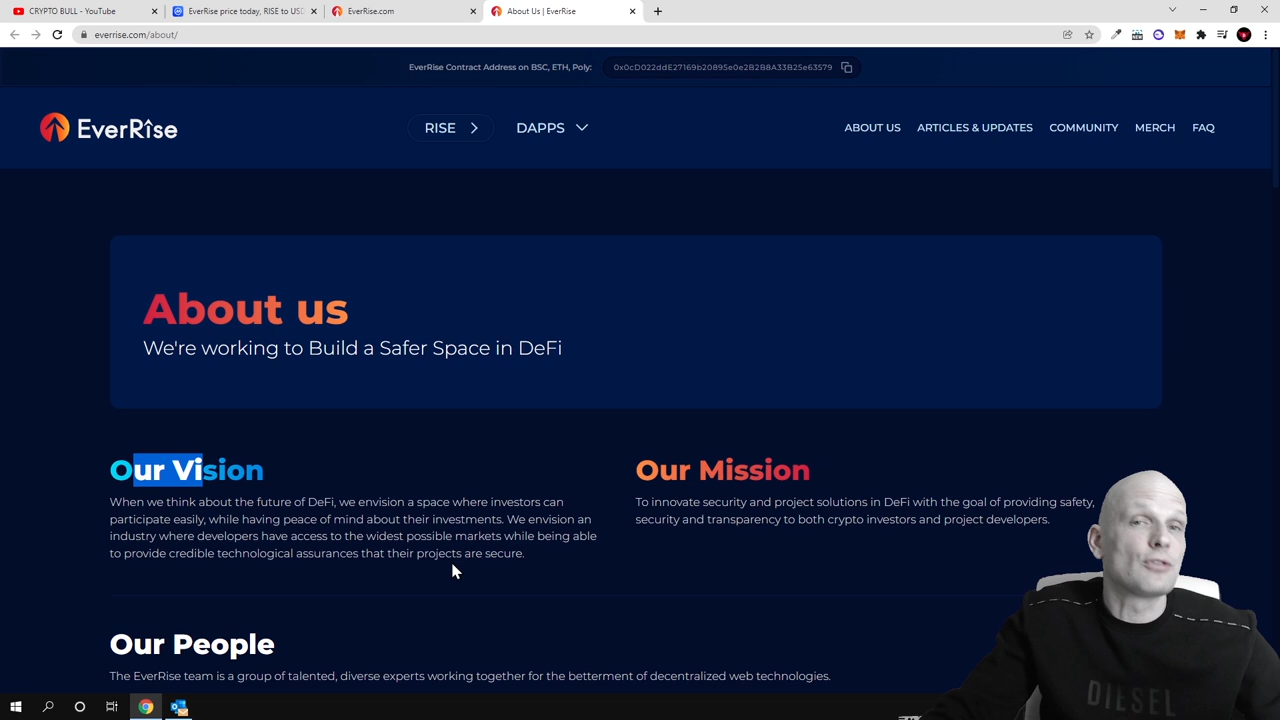 CRYPTO BULL - YouTube
EverRise price today, RISE to USD
EverRise.com
About Us | EverRise
everrise.com/about/
EverRise Contract Address on BSC, ETH, Poly: 0x0cD022ddE27169b20895e0e2B2B8A33B25e63579
EverRise
RISE
DAPPS
ABOUT US
ARTICLES & UPDATES
COMMUNITY
MERCH
FAQ
About us
We're working to Build a Safer Space in DeFi
Our Vision
When we think about the future of DeFi, we envision a space where investors can
participate easily, while having peace of mind about their investments. We envision an
industry where developers have access to the widest possible markets while being able
to provide credible technological assurances that their projects are secure.
Our Mission
To innovate security and project solutions in DeFi with the goal of providing safety,
security and transparency to both crypto investors and project developers.
Our People
The EverRise team is a group of talented, diverse experts working together for the betterment of decentralized web technologies.
DIESEL